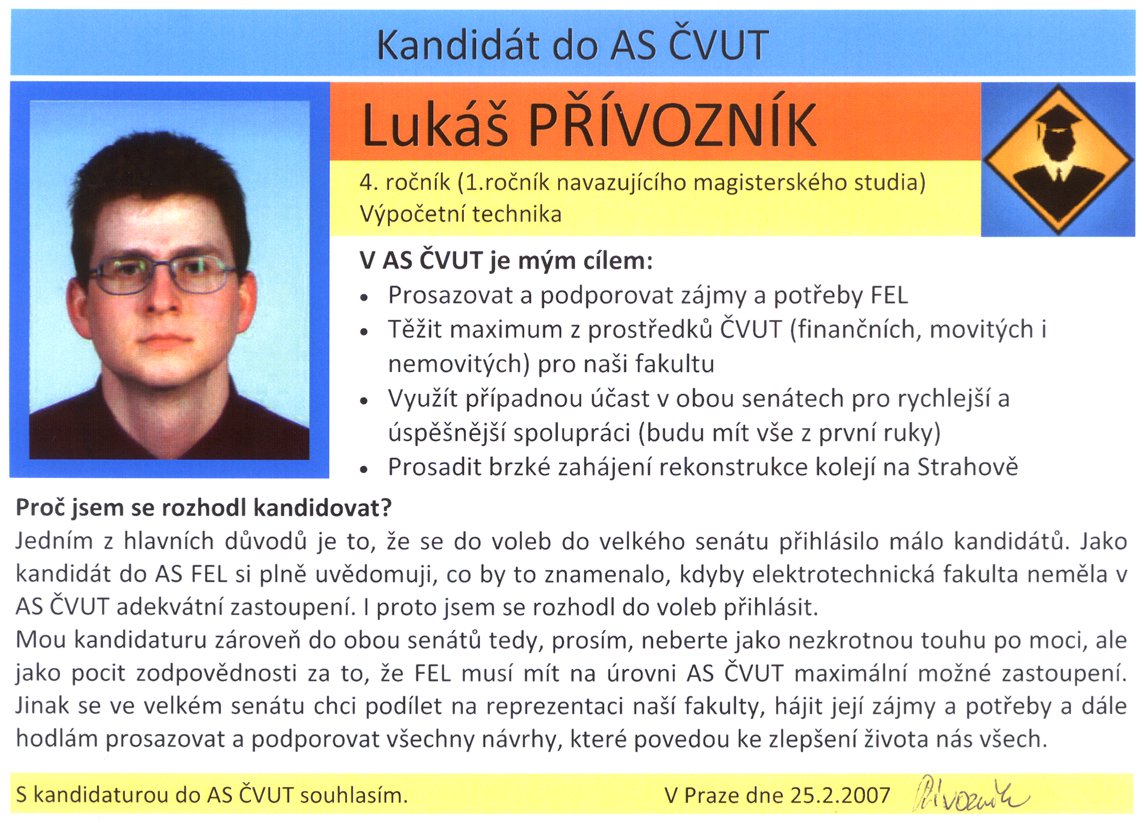 Kandidát do AS ČVUT
Lukáš PŘÍVOZNÍK
4. ročník (1.ročník navazujícího magisterského studia)
Výpočetní technika
V AS ČVUT je mým cílem:
• Prosazovat a podporovat zájmy a potřeby FEL
• Těžit maximum z prostředků ČVUT (finančních, movitých i
nemovitých) pro naši fakultu
• Využít případnou účast v obou senátech pro rychlejší a
úspěšnější spolupráci (budu mít vše z první ruky)
• Prosadit brzké zahájení rekonstrukce kolejí na Strahově
Proč jsem se rozhodl kandidovat?
Jedním z hlavních důvodů je to, že se do voleb do velkého senátu přihlásilo málo kandidátů. Jako
kandidát do AS FEL si plně uvědomuji, co by to znamenalo, kdyby elektrotechnická fakulta neměla v
AS ČVUT adekvátní zastoupení. I proto jsem se rozhodl do voleb přihlásit.
Mou kandidaturu zároveň do obou senátů tedy, prosím, neberte jako nezkrotnou touhu po moci, ale
jako pocit zodpovědnosti za to, že FEL musí mít na úrovni AS ČVUT maximální možné zastoupení.
Jinak se ve velkém senátu chci podílet na reprezentaci naší fakulty, hájit její zájmy a potřeby a dále
hodlám prosazovat a podporovat všechny návrhy, které povedou ke zlepšení života nás všech.
S kandidaturou do AS ČVUT souhlasím. V Praze dne 25.2.2007 Přívozník